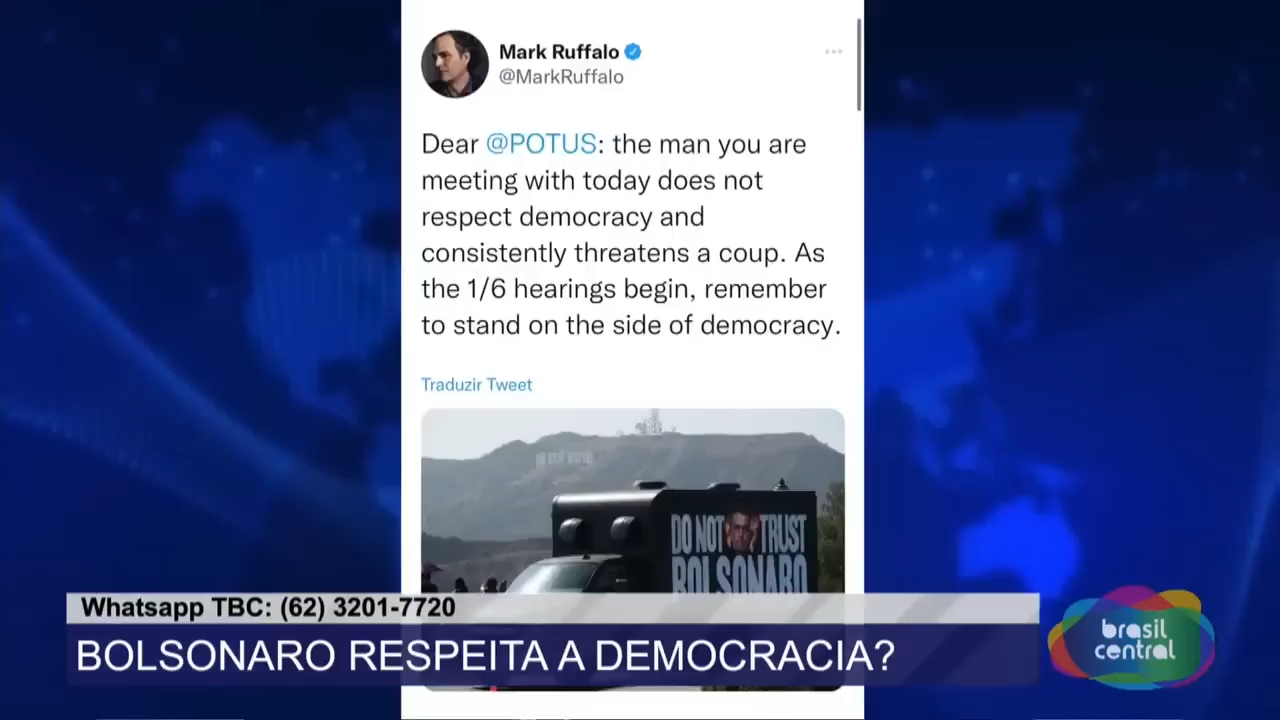 Mark Ruffalo
@MarkRuffalo
Dear @POTUS: the man you are
meeting with today does not
respect democracy and
consistently threatens a coup. As
the 1/6 hearings begin, remember
to stand on the side of democracy.
Traduzir Tweet
DO NOT TRUST
BOLSONARO
Whatsapp TBC: (62) 3201-7720
BOLSONARO RESPEITA A DEMOCRACIA?
brasil
central